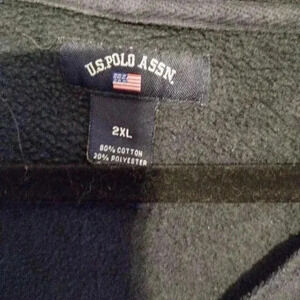 U.S. POLO ASSN.
2XL
80% COTTON
20% POLYESTER